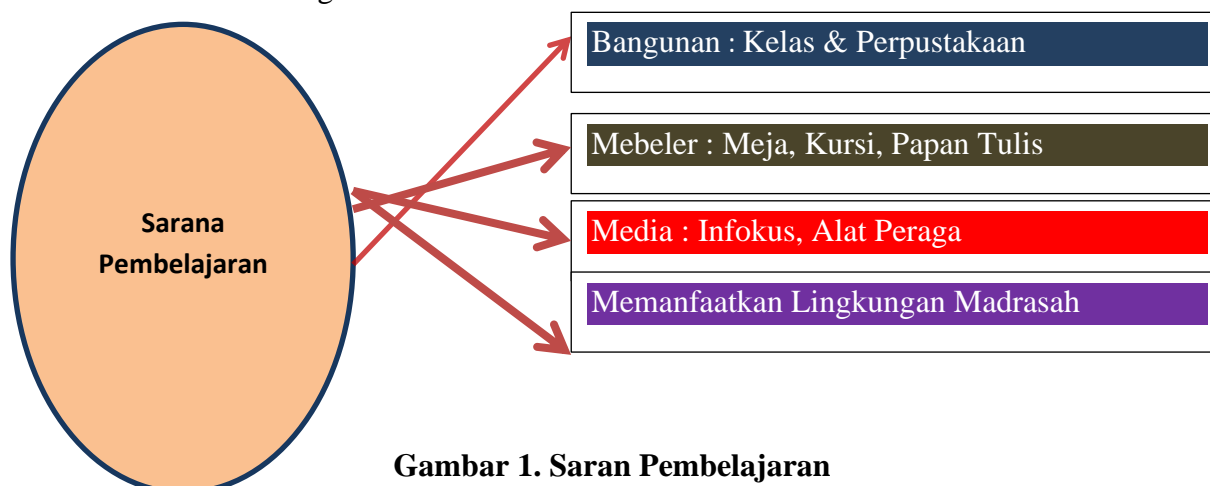 Bangunan : Kelas & Perpustakaan
Mebeler : Meja, Kursi, Papan Tulis
Sarana
Pembelajaran
Media : Infokus, Alat Peraga
Memanfaatkan Lingkungan Madrasah
Gambar 1. Saran Pembelajaran